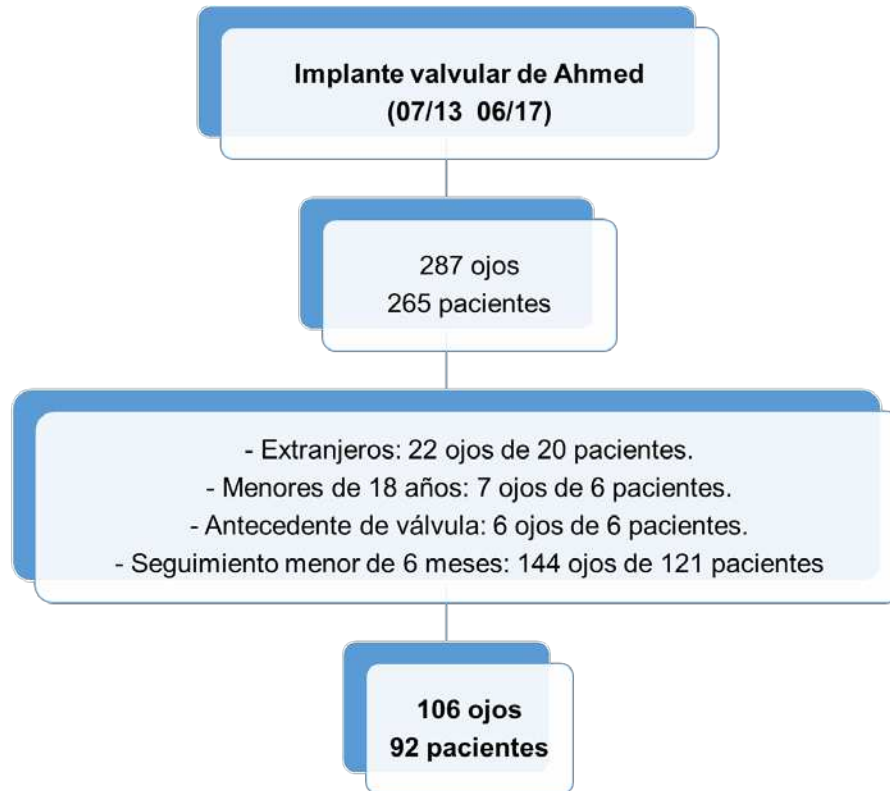 Implante valvular de Ahmed
(07/13 06/17)
287 ojos
265 pacientes
- Extranjeros: 22 ojos de 20 pacientes.
- Menores de 18 años: 7 ojos de 6 pacientes.
- Antecedente de válvula: 6 ojos de 6 pacientes.
- Seguimiento menor de 6 meses: 144 ojos de 121 pacientes
106 ojos
92 pacientes